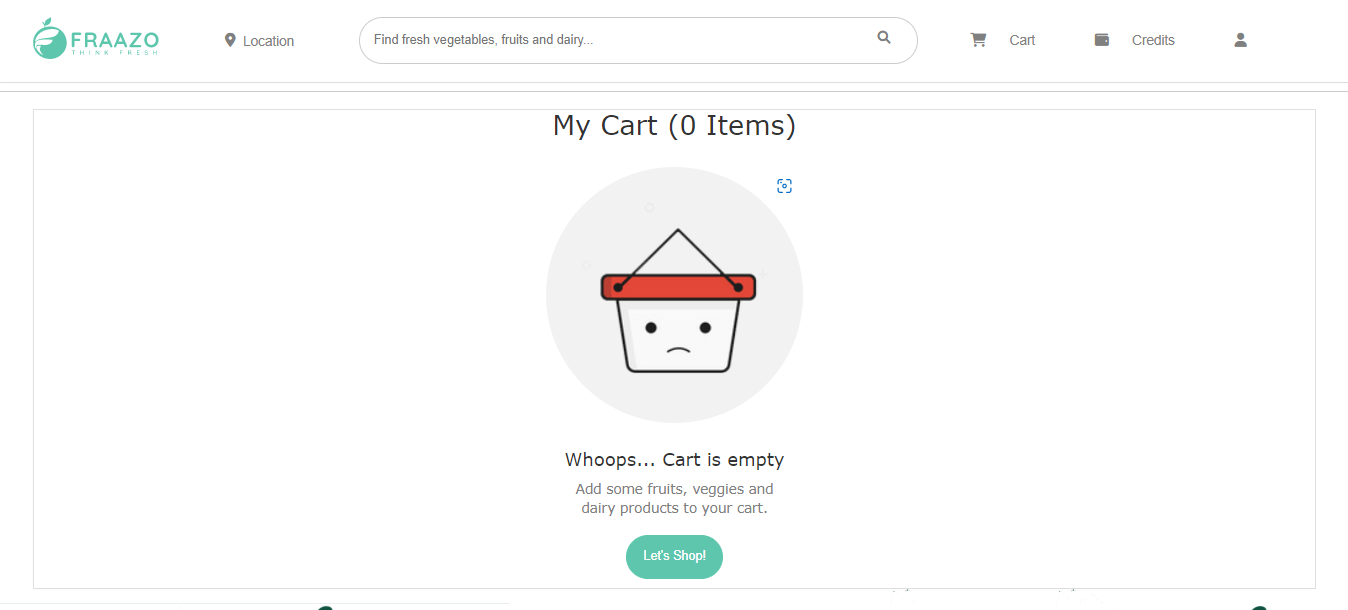 FRAAZO
THINK FRESH
Location
Find fresh vegetables, fruits and dairy...
Cart
Credits
My Cart (0 Items)
Whoops... Cart is empty
Add some fruits, veggies and
dairy products to your cart.
Let's Shop!